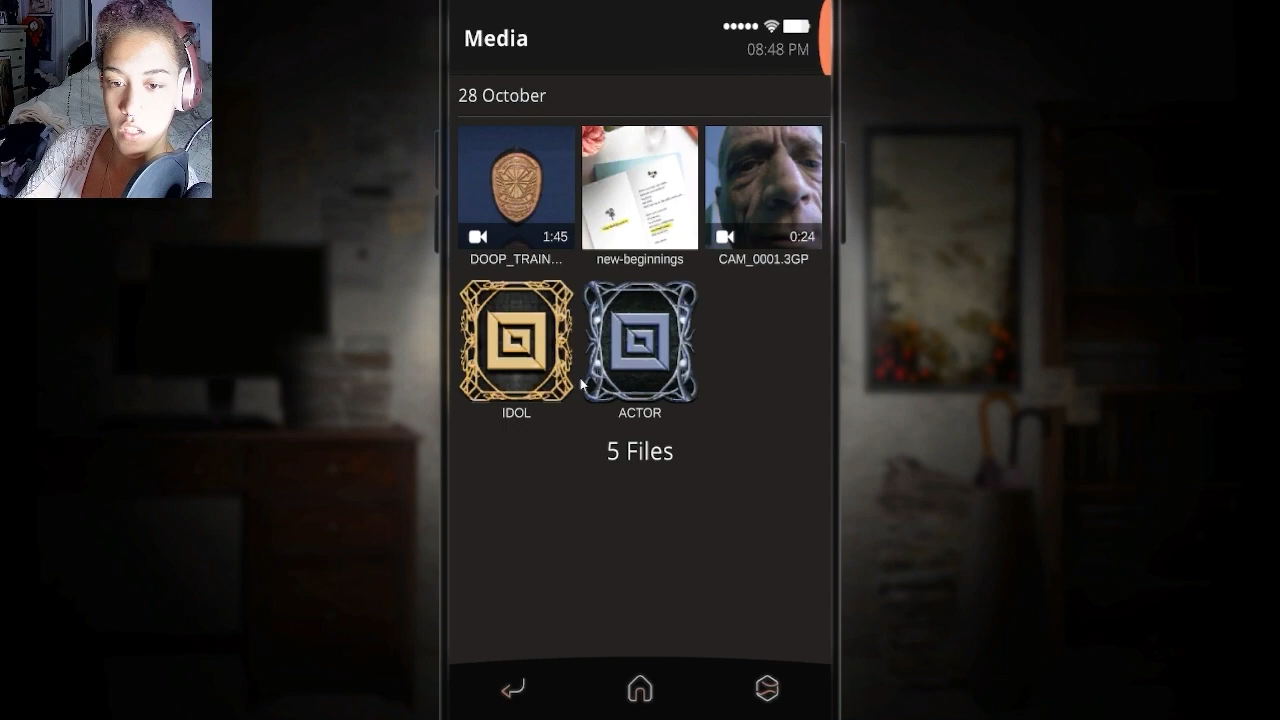 Media
08:48 PM
28 October
1:45
0:24
DOOP_TRAIN...
new-beginnings
CAM_0001.3GP
IDOL
ACTOR
5 Files